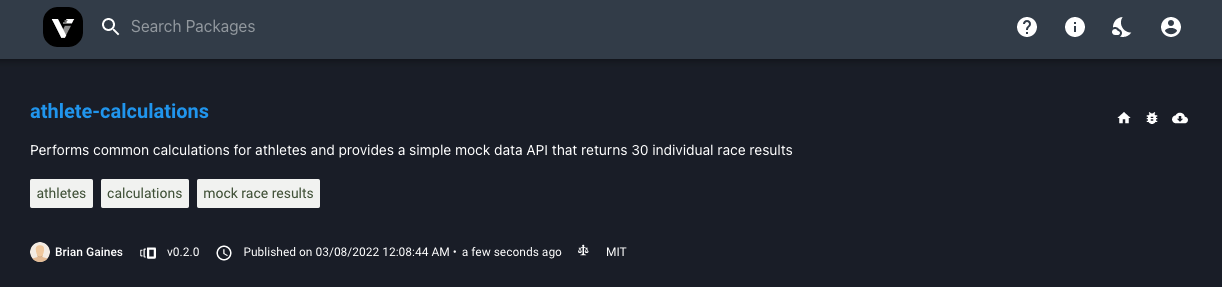 Search Packages
athlete-calculations
Performs common calculations for athletes and provides a simple mock data API that returns 30 individual race results
athletes calculations mock race results
Brian Gaines v0.2.0 Published on 03/08/2022 12:08:44 AM • a few seconds ago MIT